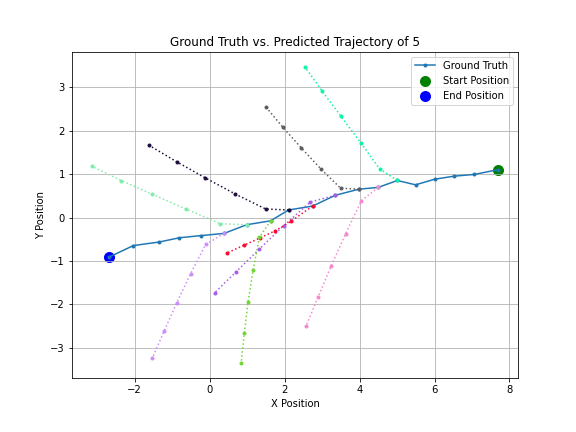 Ground Truth vs. Predicted Trajectory of 5
Ground Truth
Start Position
End Position
3
2
1
0
−1
−2
−3
Y Position
−2 0 2 4 6 8
X Position